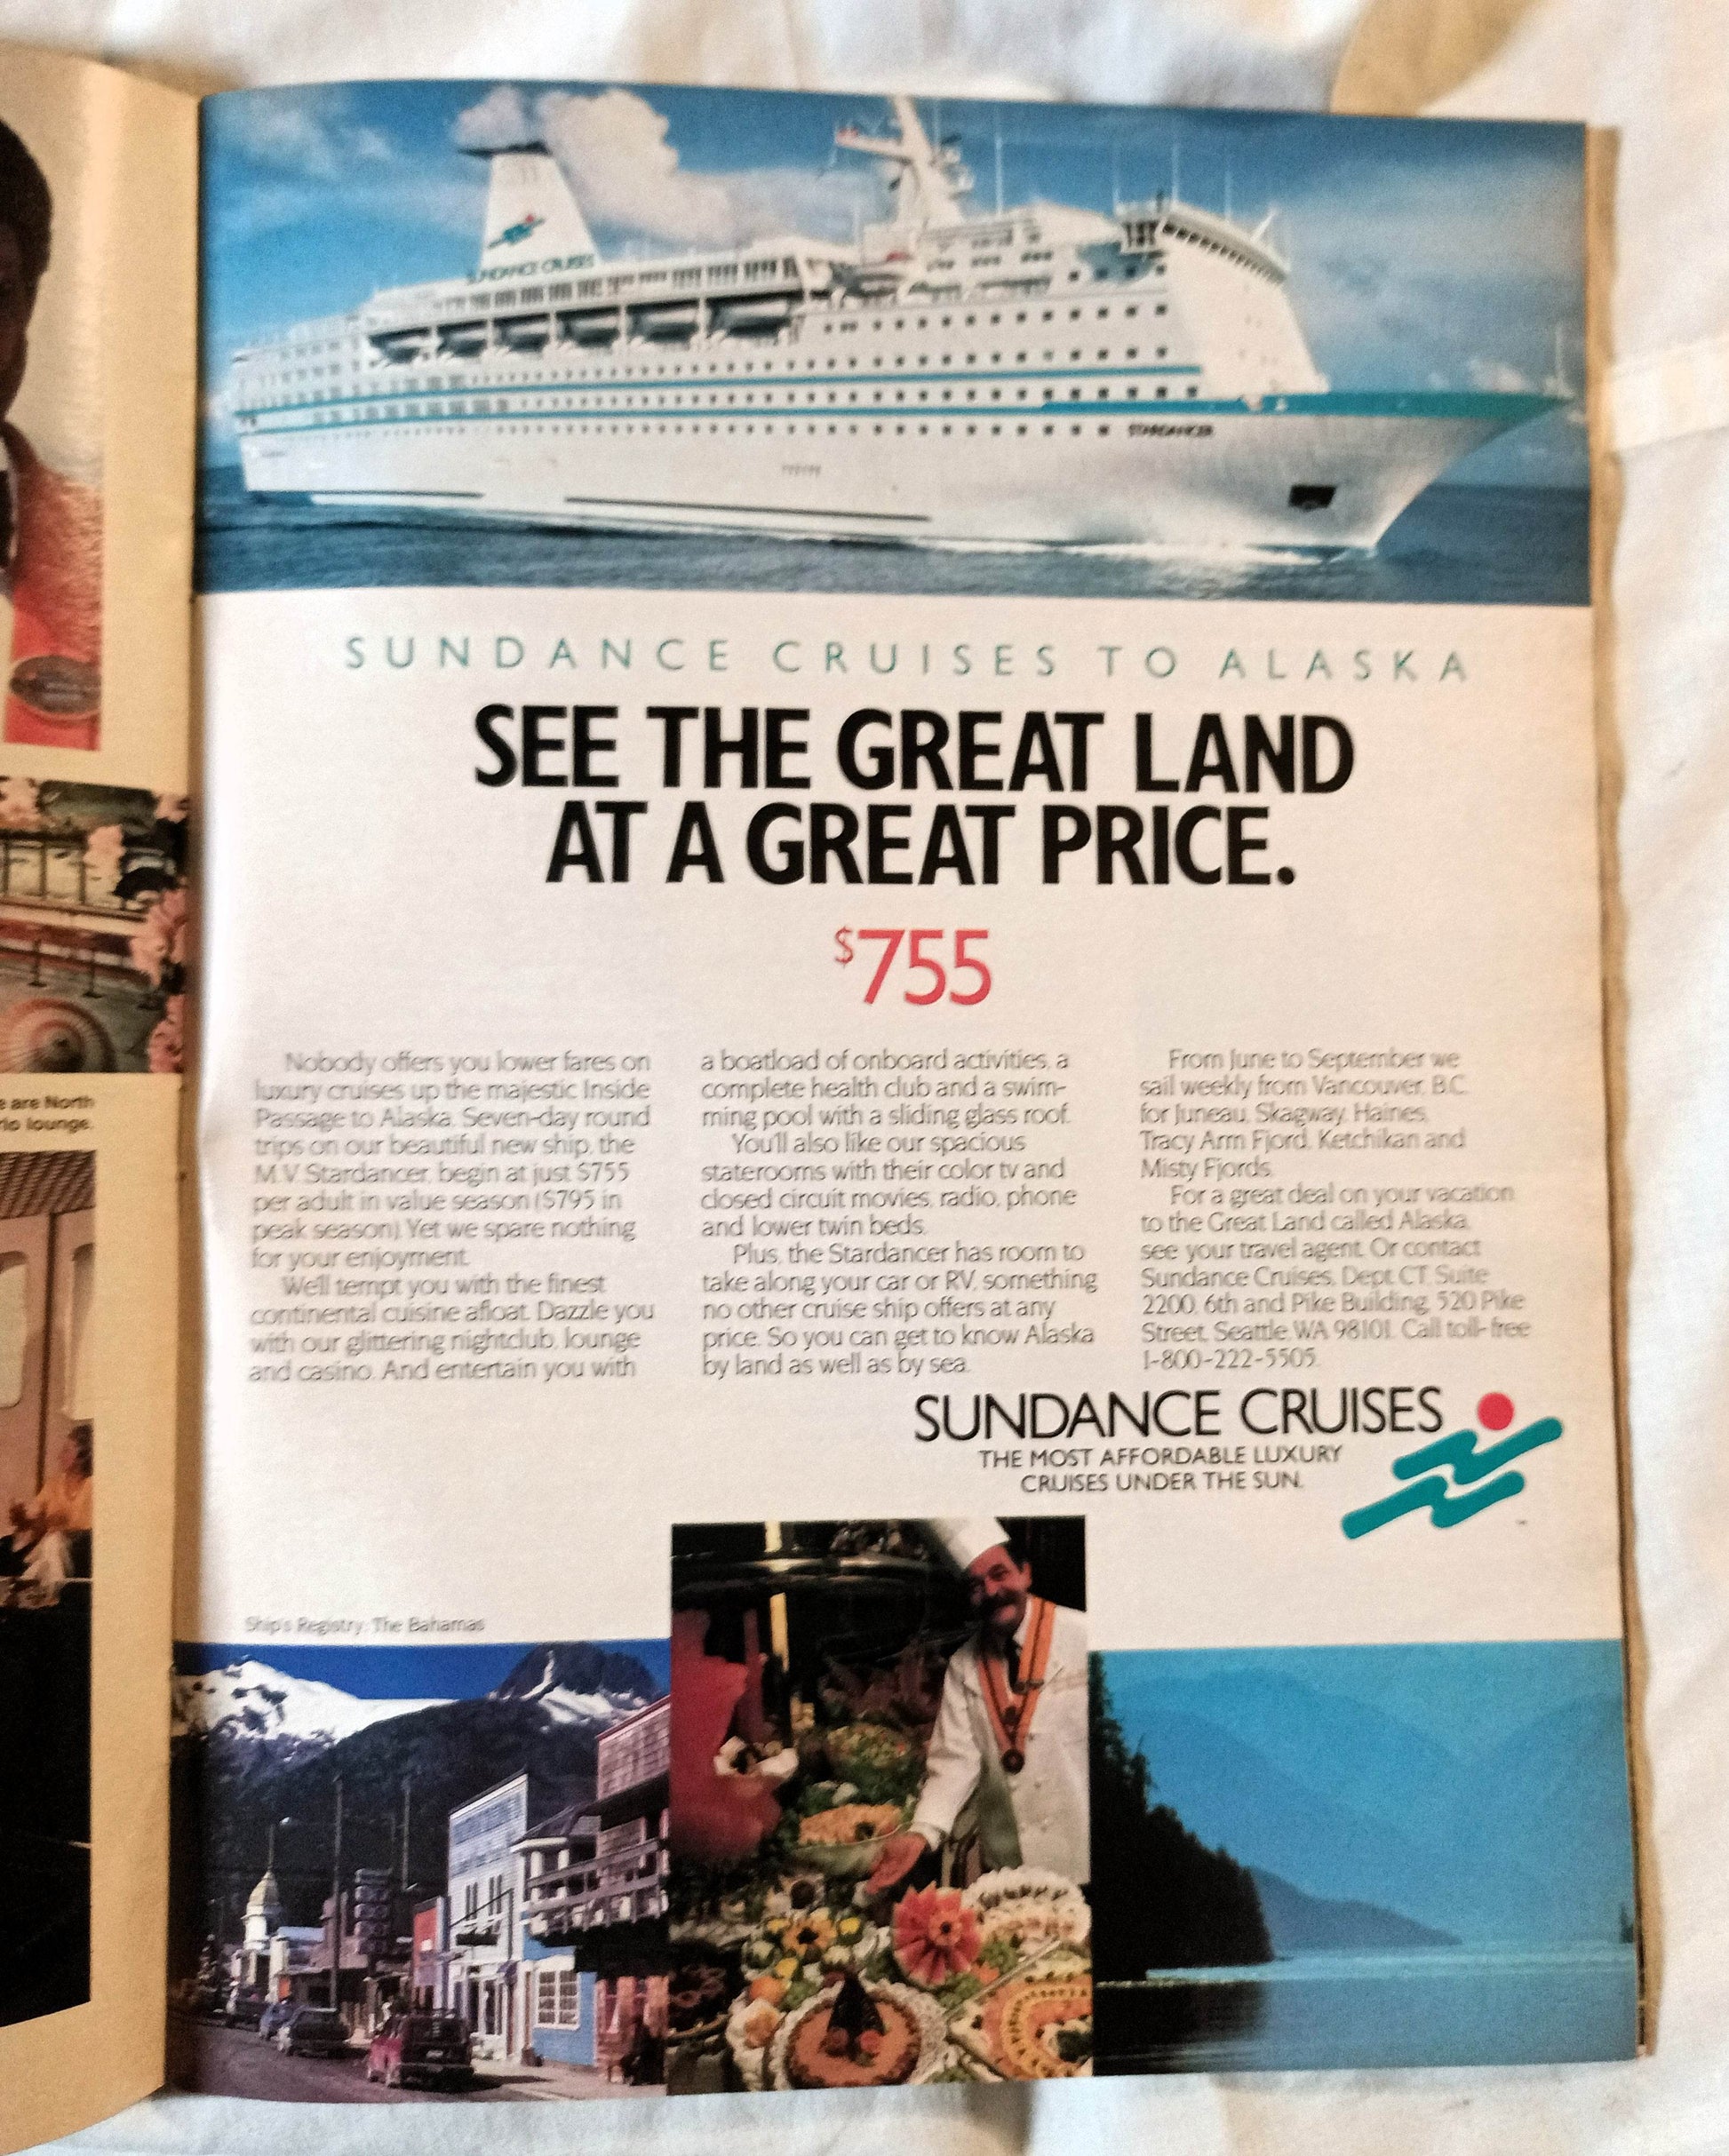 e are North
rio lounge.
SUNDANCE CRUISES
STARDANCER
SUNDANCE CRUISES TO ALASKA
SEE THE GREAT LAND
AT A GREAT PRICE.
$755
Nobody offers you lower fares on
luxury cruises up the majestic Inside
Passage to Alaska. Seven-day round
trips on our beautiful new ship, the
M.V. Stardancer, begin at just $755
per adult in value season ($795 in
peak season). Yet we spare nothing
for your enjoyment.
We'll tempt you with the finest
continental cuisine afloat. Dazzle you
with our glittering nightclub, lounge
and casino. And entertain you with
a boatload of onboard activities, a
complete health club and a swim-
ming pool with a sliding glass roof.
You'll also like our spacious
staterooms with their color tv and
closed circuit movies, radio, phone
and lower twin beds.
Plus, the Stardancer has room to
take along your car or RV, something
no other cruise ship offers at any
price. So you can get to know Alaska
by land as well as by sea.
From June to September we
sail weekly from Vancouver, B.C.
for Juneau, Skagway, Haines,
Tracy Arm Fjord, Ketchikan and
Misty Fjords.
For a great deal on your vacation
to the Great Land called Alaska,
see your travel agent. Or contact
Sundance Cruises, Dept. CT, Suite
2200, 6th and Pike Building, 520 Pike
Street, Seattle, WA 98101. Call toll-free
1-800-222-5505.
SUNDANCE CRUISES
THE MOST AFFORDABLE LUXURY
CRUISES UNDER THE SUN.
Ship's Registry: The Bahamas